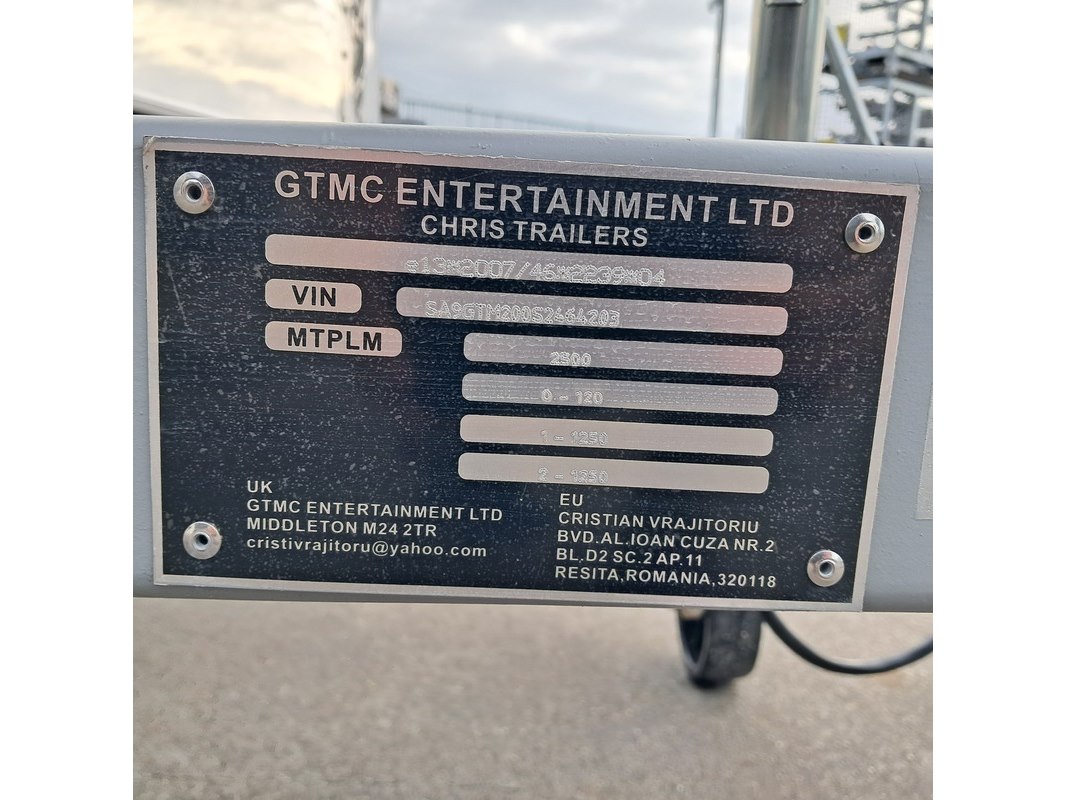 GTMC ENTERTAINMENT LTD
CHRIS TRAILERS
e13*2007/46*2239*04
VIN SA9GTM200S2464203
MTPLM 2500
0 - 120
1 - 1250
2 - 1250
UK
GTMC ENTERTAINMENT LTD
MIDDLETON M24 2TR
cristivrajitoru@yahoo.com
EU
CRISTIAN VRAJITORIU
BVD.AL.IOAN CUZA NR.2
BL.D2 SC.2 AP.11
RESITA,ROMANIA,320118